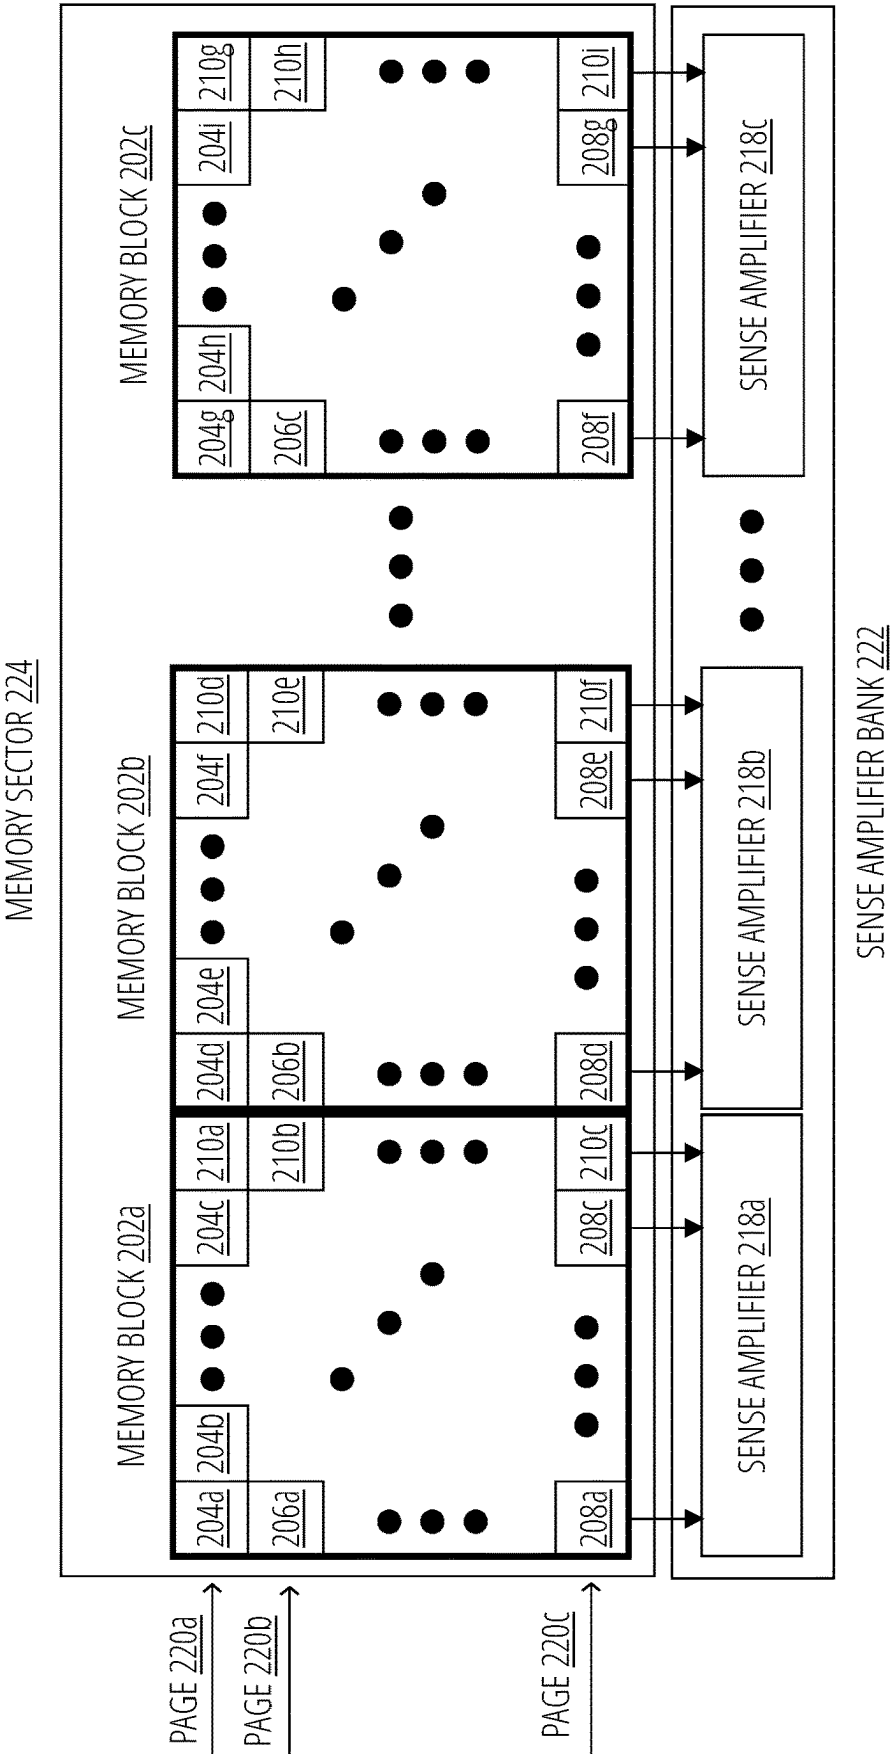 MEMORY SECTOR 224
MEMORY BLOCK 202a
MEMORY BLOCK 202b
MEMORY BLOCK 202c
PAGE 220a
204a 204b 204c 210a 204d 204e 204f 210d 204g 204h 204i 210g
PAGE 220b
206a 210b 206b 210e 206c 210h
PAGE 220c
208a 208c 210c 208d 208e 210f 208f 208g 210i
SENSE AMPLIFIER 218a
SENSE AMPLIFIER 218b
SENSE AMPLIFIER 218c
SENSE AMPLIFIER BANK 222